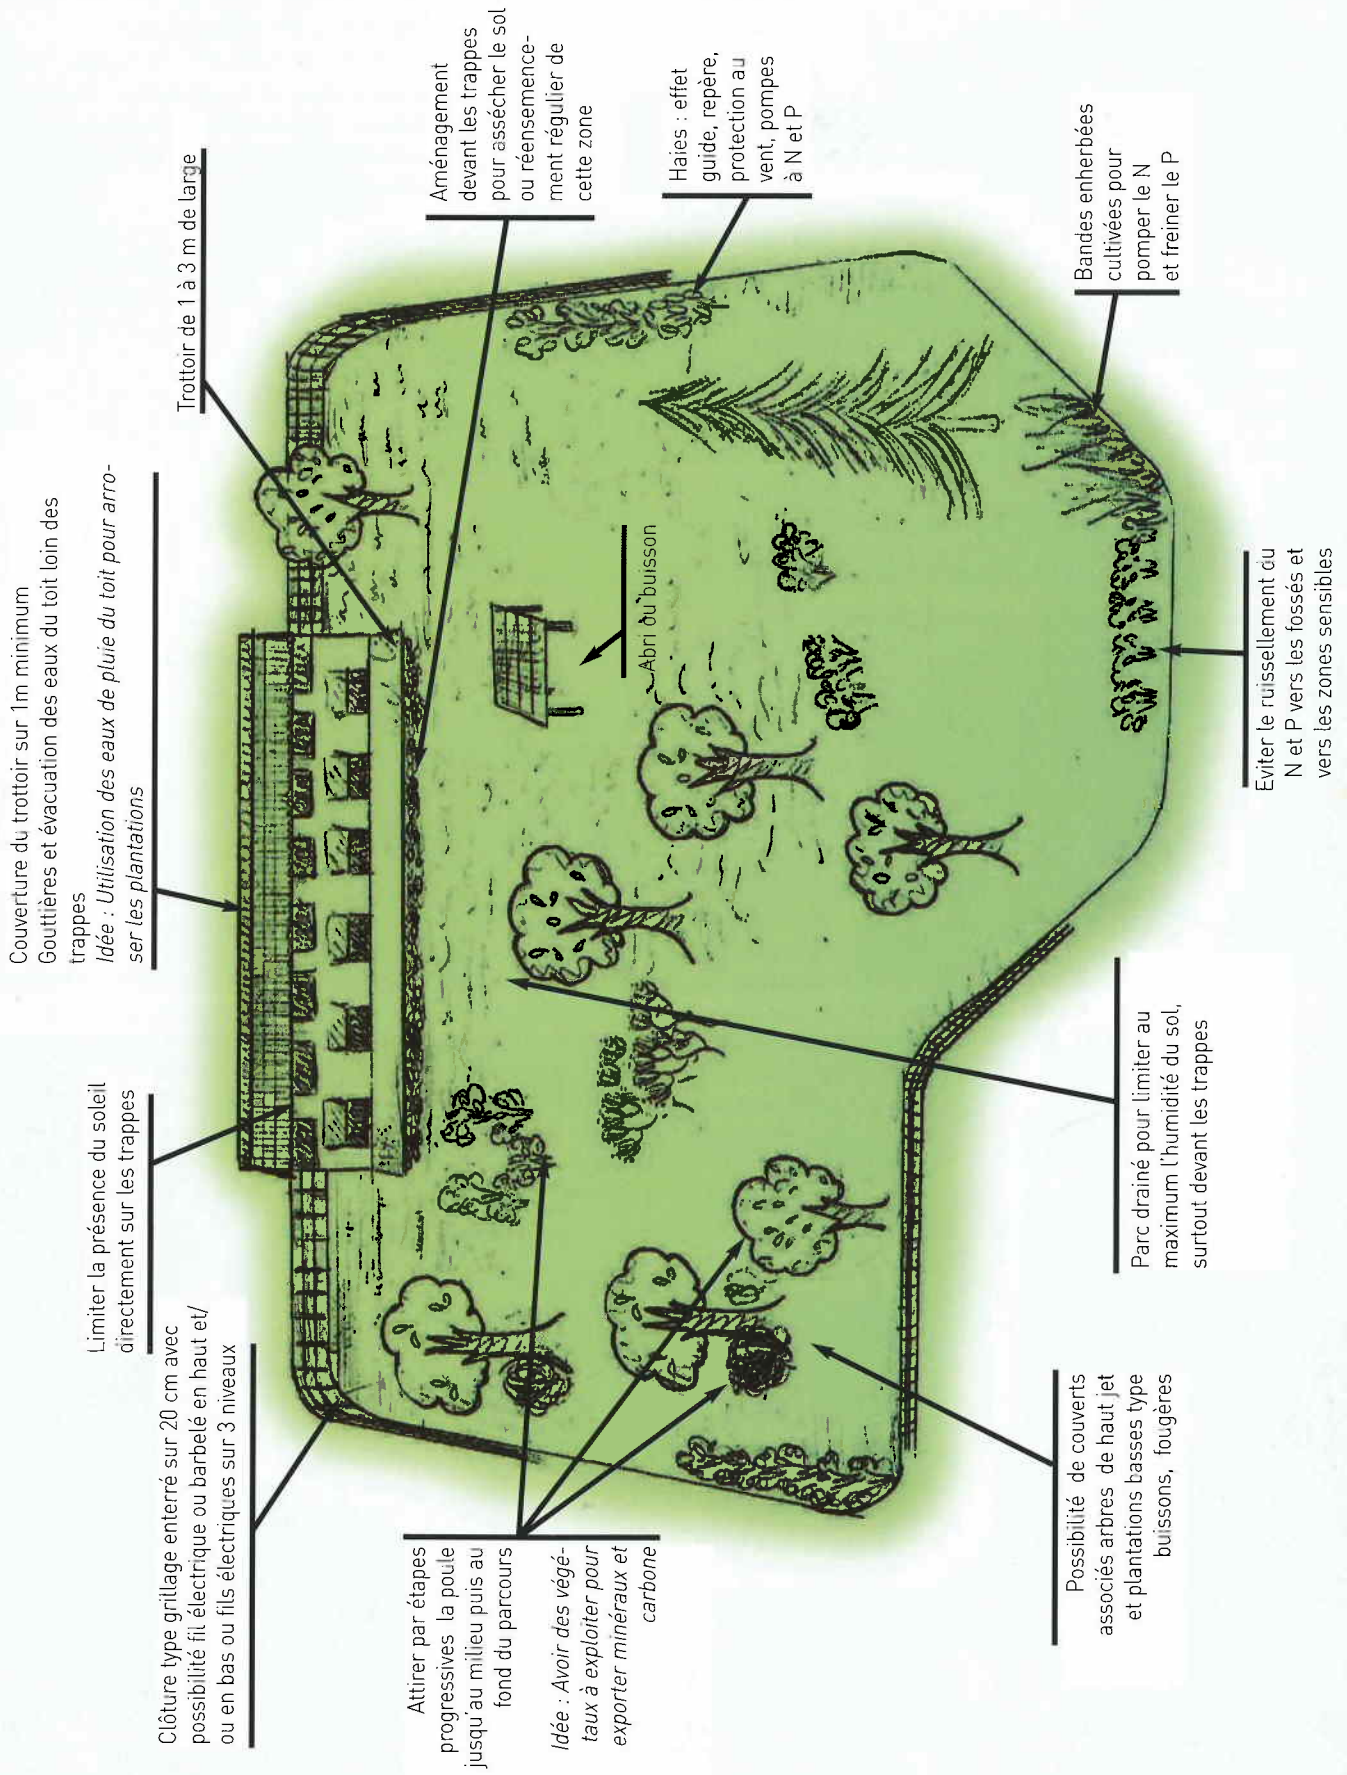 Clôture type grillage enterré sur 20 cm avec
possibilité fil électrique ou barbelé en haut et/
ou en bas ou fils électriques sur 3 niveaux
Limiter la présence du soleil
directement sur les trappes
Couverture du trottoir sur 1m minimum
Gouttières et évacuation des eaux du toit loin des
trappes
Idée : Utilisation des eaux de pluie du toit pour arro-
ser les plantations
Trottoir de 1 à 3 m de large
Aménagement
devant les trappes
pour assécher le sol
ou réensemence-
ment régulier de
cette zone
Haies : effet
guide, repère,
protection au
vent, pompes
à N et P
Bandes enherbées
cultivées pour
pomper le N
et freiner le P
Abri ou buisson
Attirer par étapes
progressives la poule
jusqu'au milieu puis au
fond du parcours
Idée : Avoir des végé-
taux à exploiter pour
exporter minéraux et
carbone
Possibilité de couverts
associés arbres de haut jet
et plantations basses type
buissons, fougères
Parc drainé pour limiter au
maximum l'humidité du sol,
surtout devant les trappes
Eviter le ruissellement du
N et P vers les fossés et
vers les zones sensibles